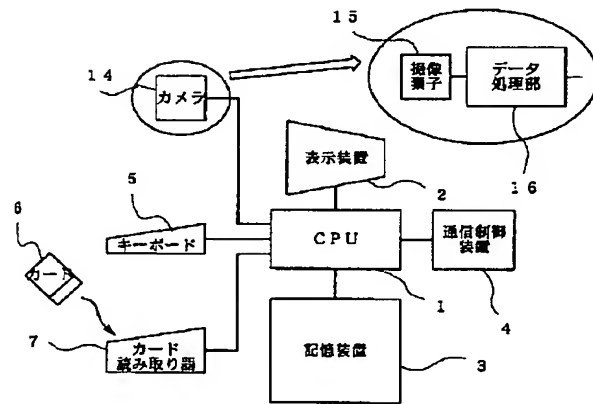 15
14
カメラ
撮像
素子
データ
処理部
16
表示装置
2
5
キーボード
CPU
1
通信制御
装置
4
6
カード
7
カード
読み取り器
記憶装置
3